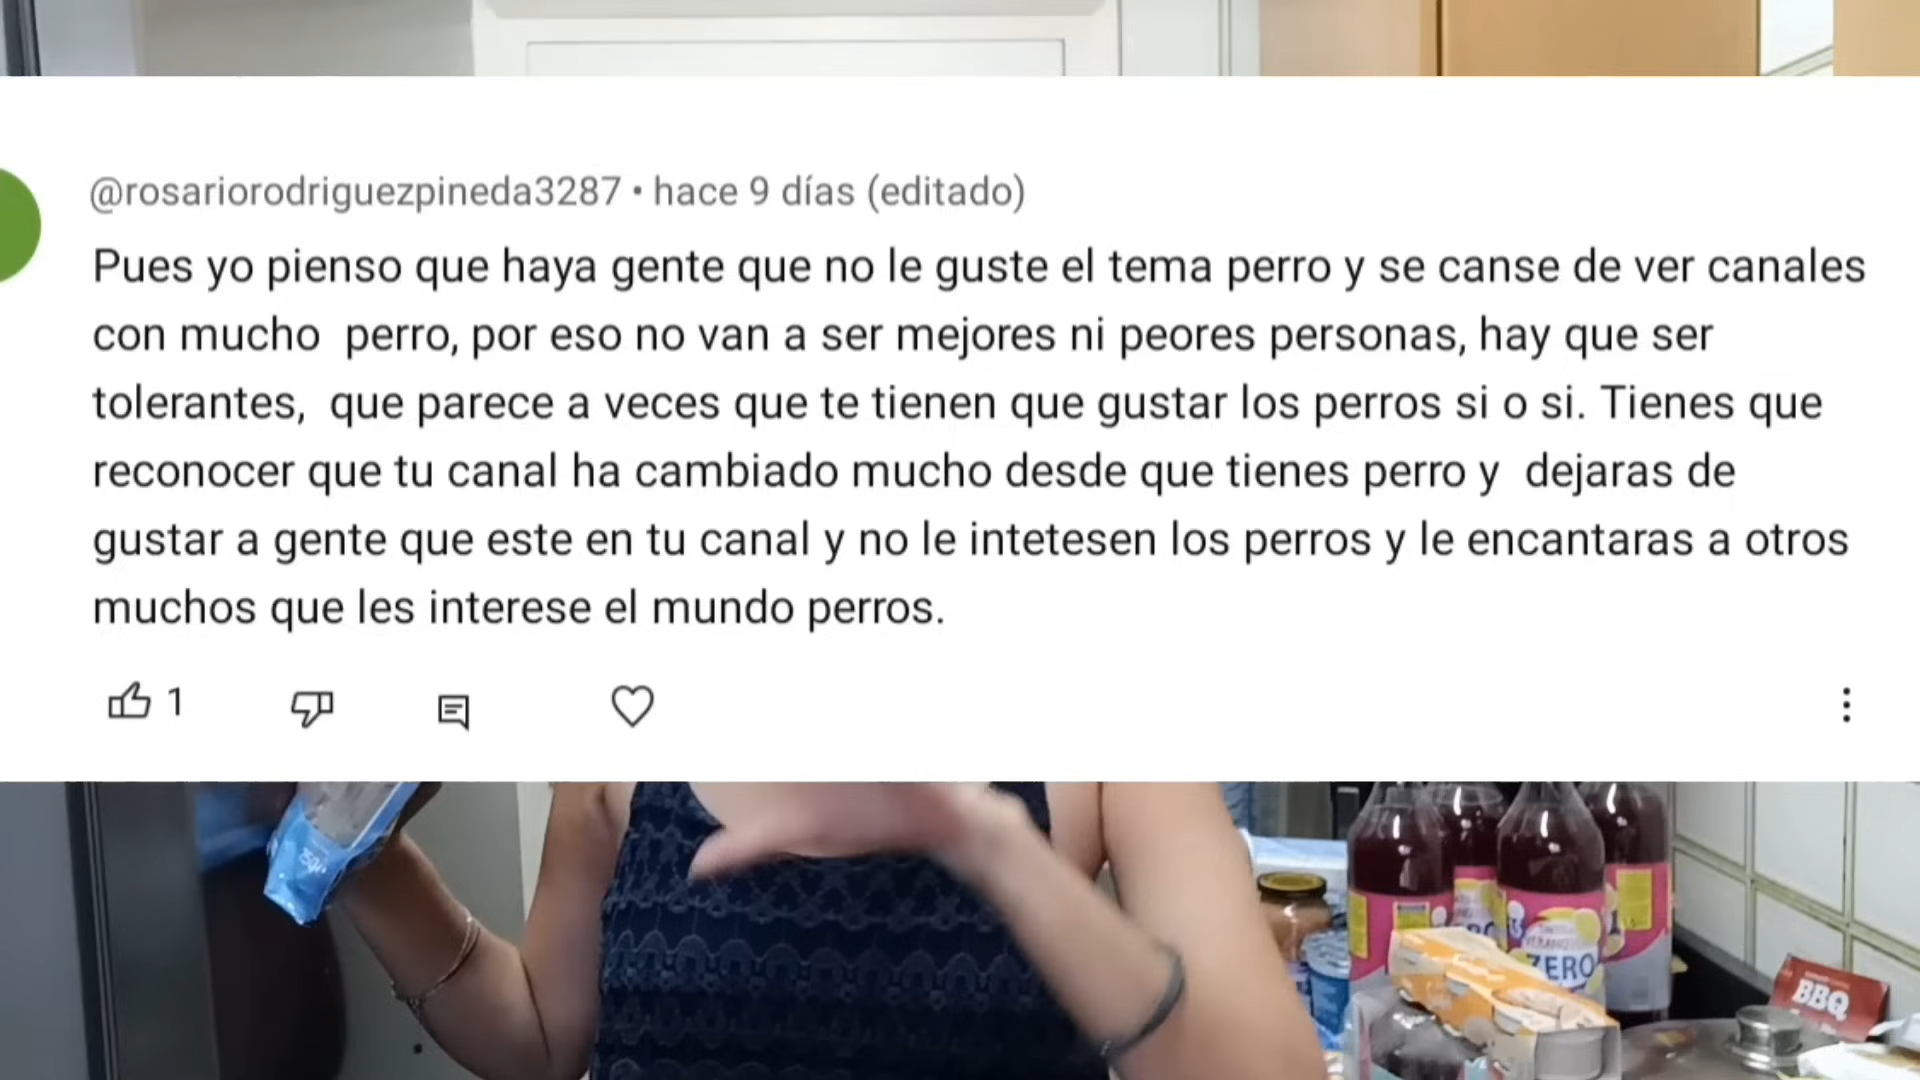 @rosariorodriguezpineda3287 • hace 9 días (editado)
Pues yo pienso que haya gente que no le guste el tema perro y se canse de ver canales
con mucho  perro, por eso no van a ser mejores ni peores personas, hay que ser
tolerantes,  que parece a veces que te tienen que gustar los perros si o si. Tienes que
reconocer que tu canal ha cambiado mucho desde que tienes perro y  dejaras de
gustar a gente que este en tu canal y no le intetesen los perros y le encantaras a otros
muchos que les interese el mundo perros.
1
ZERO
BBQ